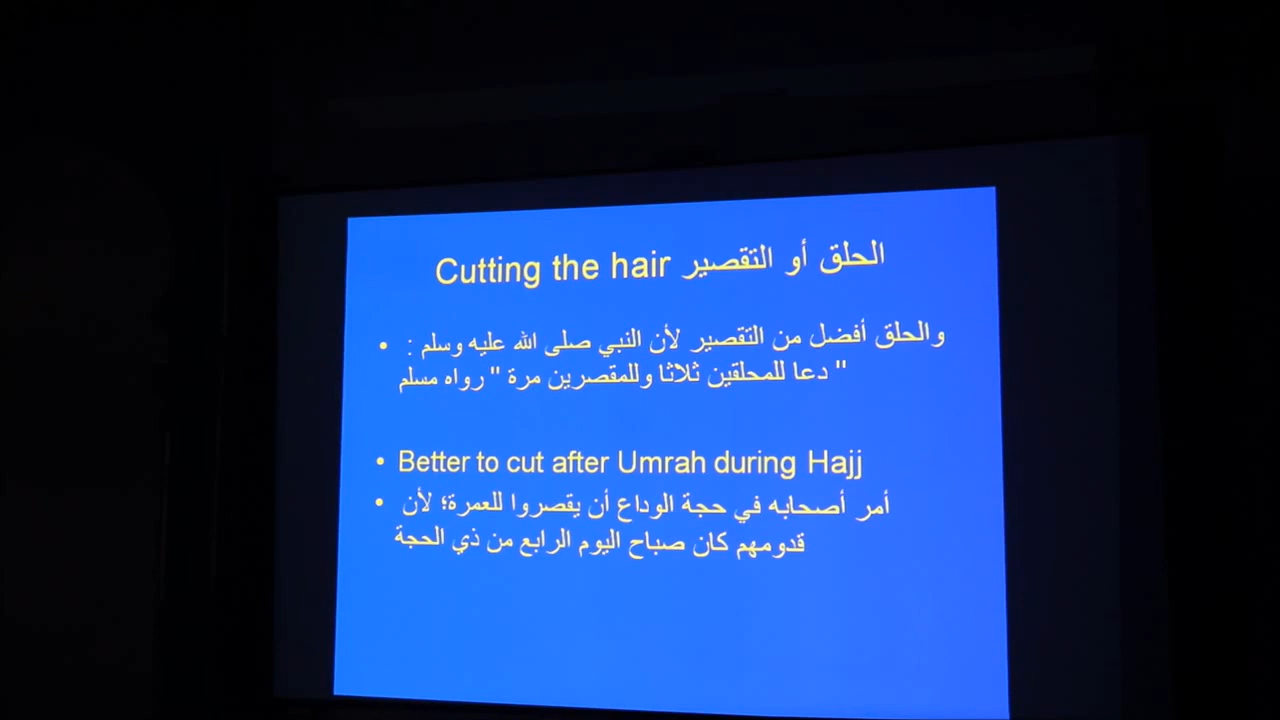 Cutting the hair الحلق أو التقصير
• والحلق أفضل من التقصير لأن النبي صلى الله عليه وسلم :
" دعا للمحلقين ثلاثا وللمقصرين مرة " رواه مسلم
• Better to cut after Umrah during Hajj
• أمر أصحابه في حجة الوداع أن يقصروا للعمرة؛ لأن
قدومهم كان صباح اليوم الرابع من ذي الحجة